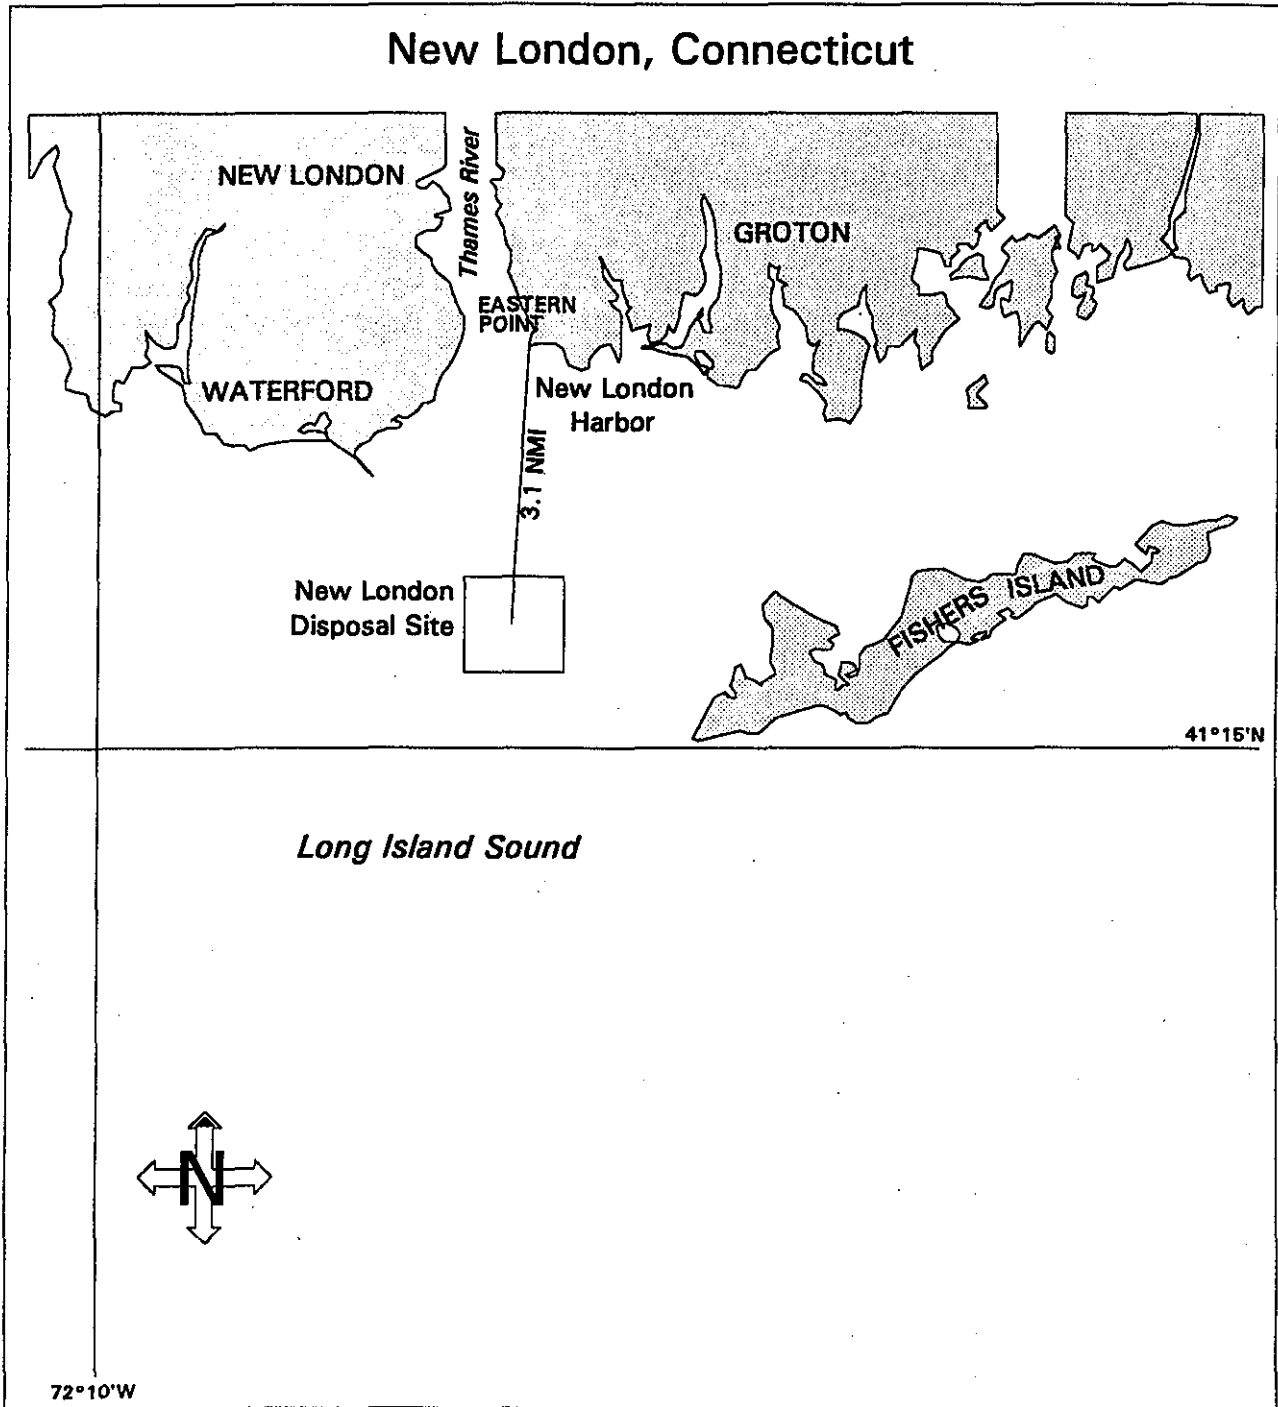 New London, Connecticut
NEW LONDON
Thames River
GROTON
EASTERN
POINT
WATERFORD
New London
Harbor
3.1 NMI
New London
Disposal Site
FISHERS ISLAND
41°15'N
Long Island Sound
N
72°10'W